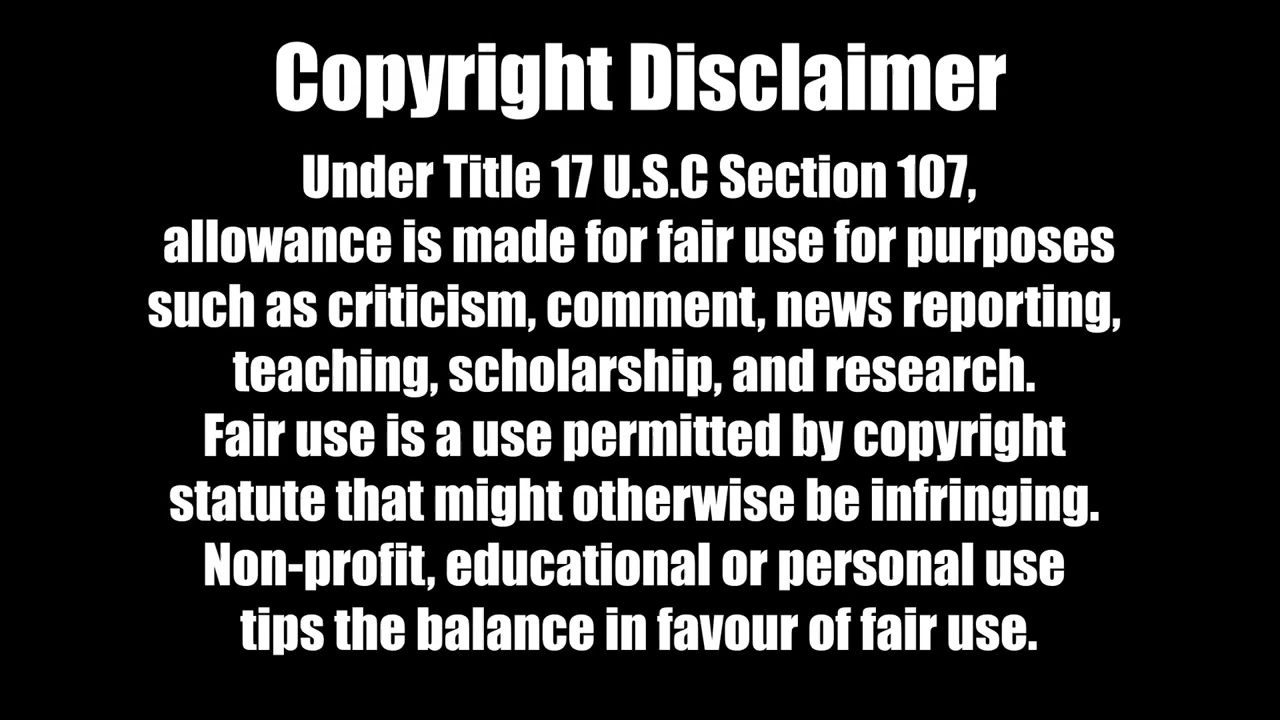 Copyright Disclaimer
Under Title 17 U.S.C Section 107,
allowance is made for fair use for purposes
such as criticism, comment, news reporting,
teaching, scholarship, and research.
Fair use is a use permitted by copyright
statute that might otherwise be infringing.
Non-profit, educational or personal use
tips the balance in favour of fair use.